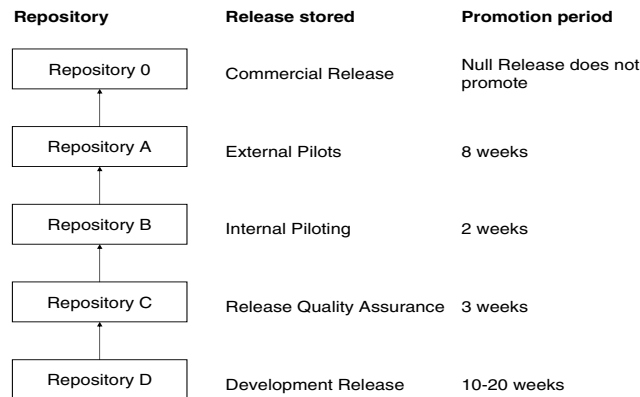 Repository Release stored Promotion period
Repository 0 Commercial Release Null Release does not
promote
Repository A External Pilots 8 weeks
Repository B Internal Piloting 2 weeks
Repository C Release Quality Assurance 3 weeks
Repository D Development Release 10-20 weeks